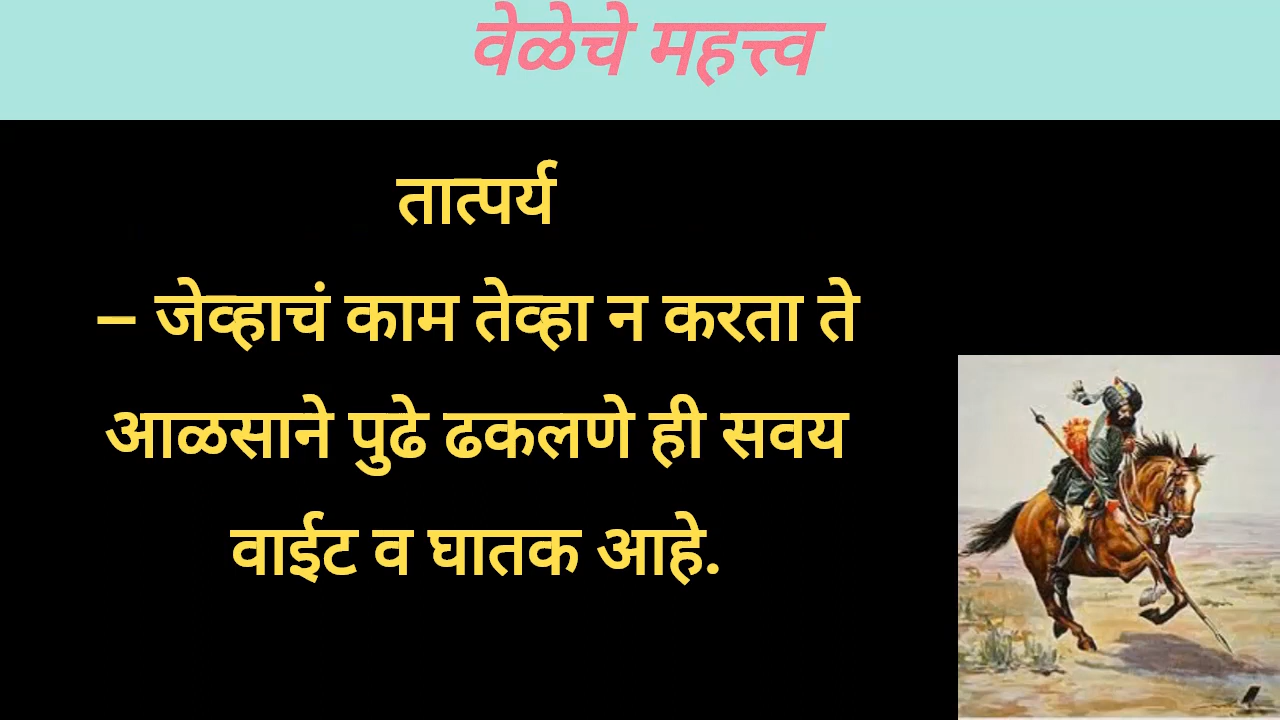 वेळेचे महत्त्व
तात्पर्य
– जेव्हाचं काम तेव्हा न करता ते
आळसाने पुढे ढकलणे ही सवय
वाईट व घातक आहे.